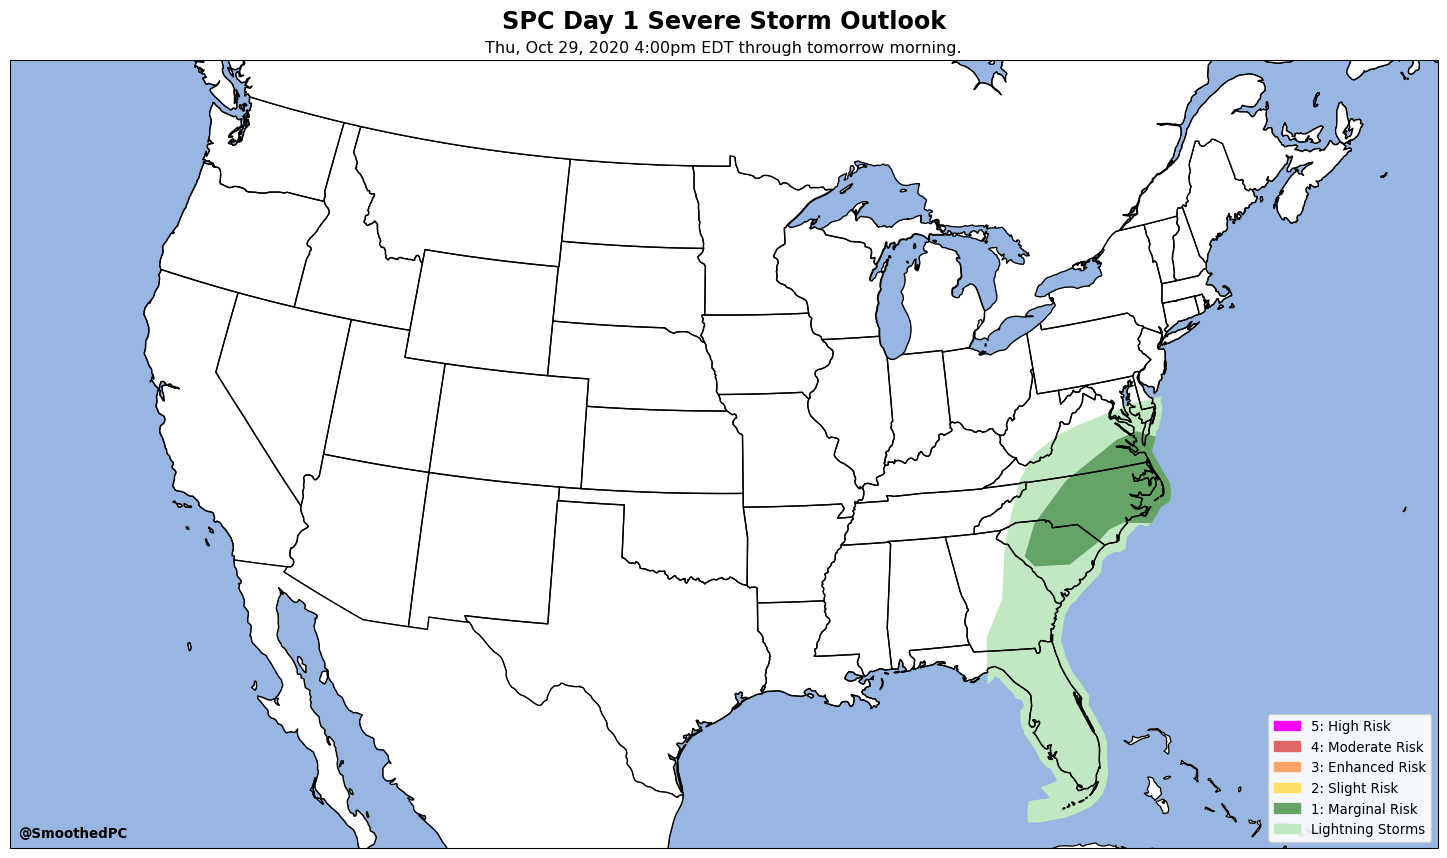 SPC Day 1 Severe Storm Outlook
Thu, Oct 29, 2020 4:00pm EDT through tomorrow morning.
5: High Risk
4: Moderate Risk
3: Enhanced Risk
2: Slight Risk
1: Marginal Risk
Lightning Storms
@SmoothedPC